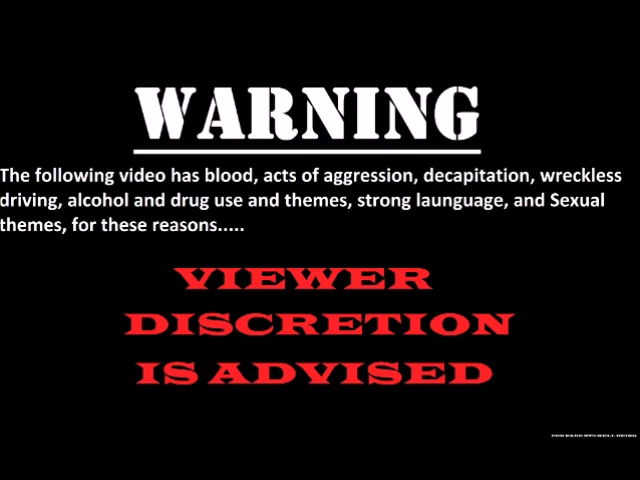 WARNING
The following video has blood, acts of aggression, decapitation, wreckless
driving, alcohol and drug use and themes, strong launguage, and Sexual
themes, for these reasons.....
VIEWER
DISCRETION
IS ADVISED